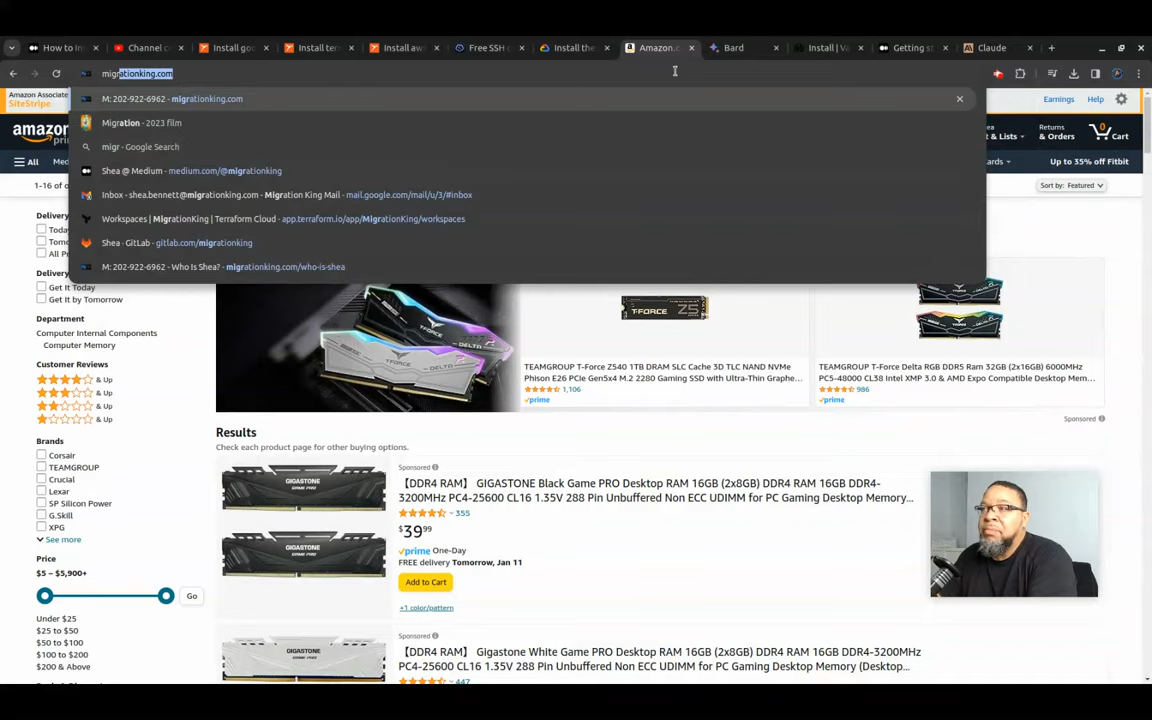 How to In
Channel c
Install goo
Install ter
Install aws
Free SSH c
Install the
Amazon.c
Bard
Install | Va
Getting st
Claude
migrationking.com
Amazon Associate
SiteStripe
Earnings
Help
M: 202-922-6962 - migrationking.com
Migration - 2023 film
migr - Google Search
Shea @ Medium - medium.com/@migrationking
Inbox - shea.bennett@migrationking.com - Migration King Mail - mail.google.com/mail/u/3/#inbox
Workspaces | MigrationKing | Terraform Cloud - app.terraform.io/app/MigrationKing/workspaces
Shea · GitLab - gitlab.com/migrationking
M: 202-922-6962 - Who Is Shea? - migrationking.com/who-is-shea
amazon
prime
& Lists
Returns
& Orders
0
Cart
All
Med
ards
Up to 35% off Fitbit
1-16 of o
Sort by: Featured
Delivery
Today
Tomo
All P
Delivery
Get It Today
Get It by Tomorrow
Department
Computer Internal Components
Computer Memory
Customer Reviews
& Up
& Up
& Up
& Up
Brands
Corsair
TEAMGROUP
Crucial
Lexar
SP Silicon Power
G.Skill
XPG
See more
Price
$5 – $5,900+
Go
Under $25
$25 to $50
$50 to $100
$100 to $200
$200 & Above
T-FORCE Z5
TEAMGROUP T-Force Z540 1TB DRAM SLC Cache 3D TLC NAND NVMe
Phison E26 PCIe Gen5x4 M.2 2280 Gaming SSD with Ultra-Thin Graphe...
1,106
prime
TEAMGROUP T-Force Delta RGB DDR5 Ram 32GB (2x16GB) 6000MHz
PC5-48000 CL38 Intel XMP 3.0 & AMD Expo Compatible Desktop Mem...
986
prime
Sponsored
Results
Check each product page for other buying options.
Sponsored
【DDR4 RAM】 GIGASTONE Black Game PRO Desktop RAM 16GB (2x8GB) DDR4 RAM 16GB DDR4-
3200MHz PC4-25600 CL16 1.35V 288 Pin Unbuffered Non ECC UDIMM for PC Gaming Desktop Memory...
355
$39.99
prime One-Day
FREE delivery Tomorrow, Jan 11
Add to Cart
+1 color/pattern
Sponsored
【DDR4 RAM】 Gigastone White Game PRO Desktop RAM 16GB (2x8GB) DDR4 RAM 16GB DDR4-
3200MHz PC4-25600 CL16 1.35V 288 Pin Unbuffered Non ECC UDIMM for PC Gaming Desktop Memory (Desktop...
447